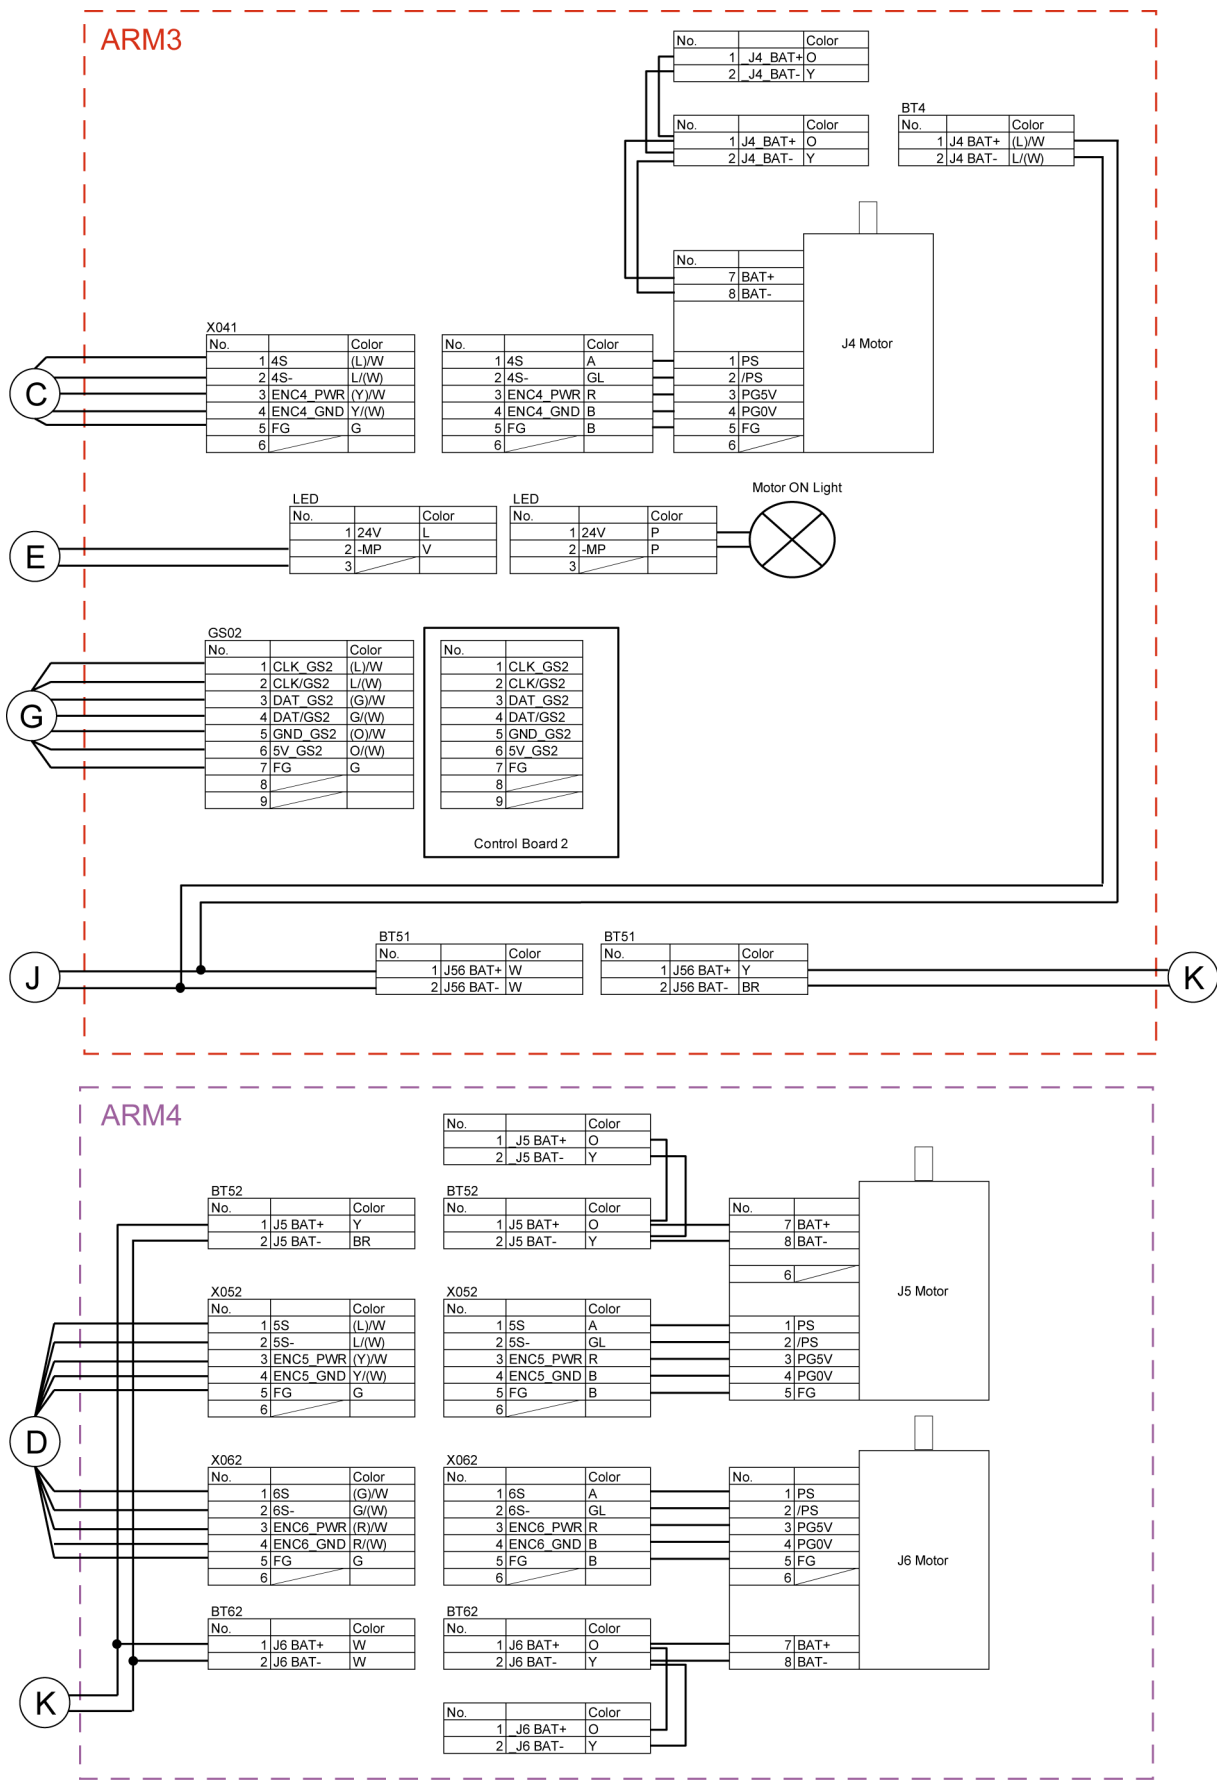 ARM3
No. Color
1 _J4_BAT+ O
2 _J4_BAT- Y
No. Color
1 J4_BAT+ O
2 J4_BAT- Y
BT4
No. Color
1 J4 BAT+ (L)/W
2 J4 BAT- L/(W)
No.
7 BAT+
8 BAT-
1 PS
2 /PS
3 PG5V
4 PG0V
5 FG
6
J4 Motor
X041
No. Color
1 4S (L)/W
2 4S- L/(W)
3 ENC4_PWR (Y)/W
4 ENC4_GND Y/(W)
5 FG G
6
No. Color
1 4S A
2 4S- GL
3 ENC4_PWR R
4 ENC4_GND B
5 FG B
6
C
LED
No. Color
1 24V L
2 -MP V
3
LED
No. Color
1 24V P
2 -MP P
3
Motor ON Light
E
GS02
No. Color
1 CLK_GS2 (L)/W
2 CLK/GS2 L/(W)
3 DAT_GS2 (G)/W
4 DAT/GS2 G/(W)
5 GND_GS2 (O)/W
6 5V_GS2 O/(W)
7 FG G
8
9
No.
1 CLK_GS2
2 CLK/GS2
3 DAT_GS2
4 DAT/GS2
5 GND_GS2
6 5V_GS2
7 FG
8
9
Control Board 2
G
J
BT51
No. Color
1 J56 BAT+ W
2 J56 BAT- W
BT51
No. Color
1 J56 BAT+ Y
2 J56 BAT- BR
K
ARM4
No. Color
1 _J5 BAT+ O
2 _J5 BAT- Y
BT52
No. Color
1 J5 BAT+ Y
2 J5 BAT- BR
BT52
No. Color
1 J5 BAT+ O
2 J5 BAT- Y
No.
7 BAT+
8 BAT-
6
1 PS
2 /PS
3 PG5V
4 PG0V
5 FG
J5 Motor
X052
No. Color
1 5S (L)/W
2 5S- L/(W)
3 ENC5_PWR (Y)/W
4 ENC5_GND Y/(W)
5 FG G
6
X052
No. Color
1 5S A
2 5S- GL
3 ENC5_PWR R
4 ENC5_GND B
5 FG B
6
D
X062
No. Color
1 6S (G)/W
2 6S- G/(W)
3 ENC6_PWR (R)/W
4 ENC6_GND R/(W)
5 FG G
6
X062
No. Color
1 6S A
2 6S- GL
3 ENC6_PWR R
4 ENC6_GND B
5 FG B
6
No.
1 PS
2 /PS
3 PG5V
4 PG0V
5 FG
6
7 BAT+
8 BAT-
J6 Motor
BT62
No. Color
1 J6 BAT+ W
2 J6 BAT- W
BT62
No. Color
1 J6 BAT+ O
2 J6 BAT- Y
K
No. Color
1 _J6 BAT+ O
2 _J6 BAT- Y